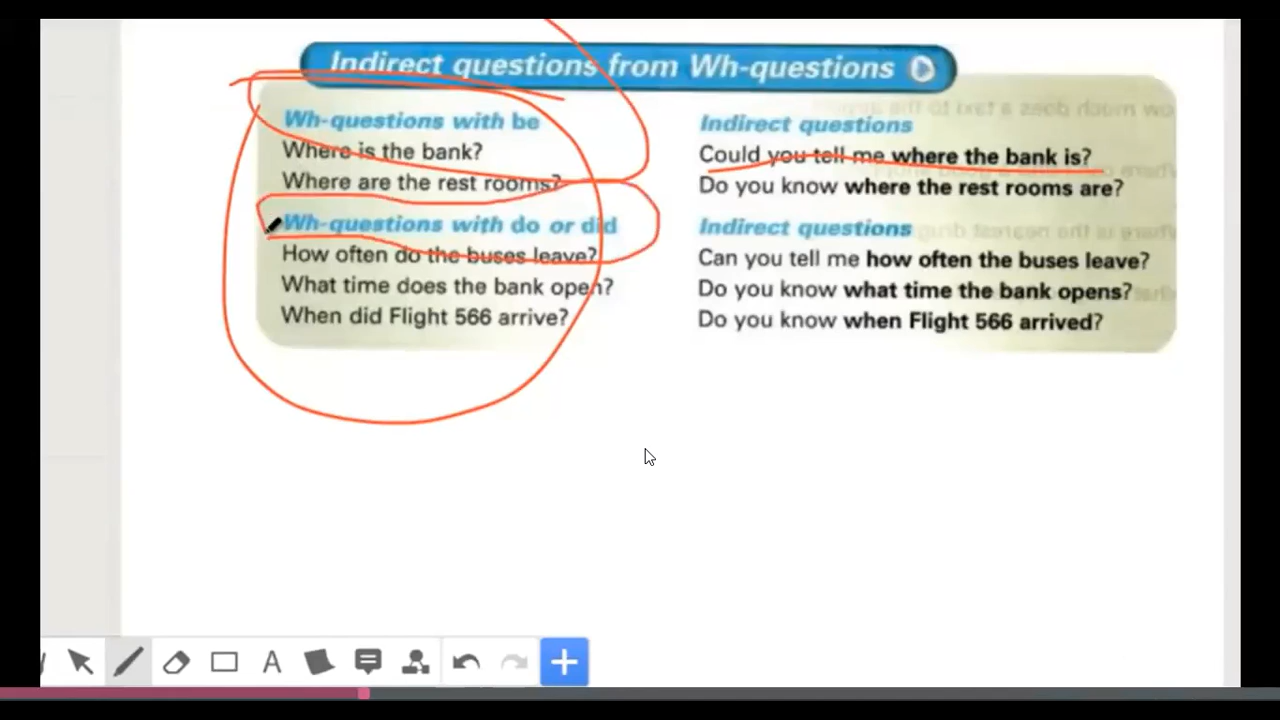 Indirect questions from Wh-questions
Wh-questions with be
Where is the bank?
Where are the rest rooms?
Wh-questions with do or did
How often do the buses leave?
What time does the bank open?
When did Flight 566 arrive?
Indirect questions
Could you tell me where the bank is?
Do you know where the rest rooms are?
Indirect questions
Can you tell me how often the buses leave?
Do you know what time the bank opens?
Do you know when Flight 566 arrived?
A